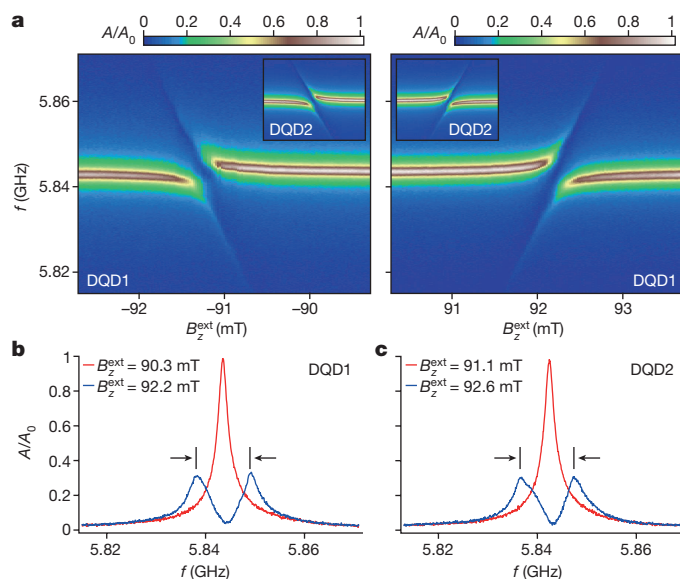 a
A/A0 0 0.2 0.4 0.6 0.8 1
A/A0 0 0.2 0.4 0.6 0.8 1
f (GHz)
5.86
5.84
5.82
DQD2
DQD1
DQD2
DQD1
−92 −91 −90
91 92 93
B_z^ext (mT)
B_z^ext (mT)
b
B_z^ext = 90.3 mT
B_z^ext = 92.2 mT
DQD1
A/A0
1
0.8
0.6
0.4
0.2
0
5.82 5.84 5.86
f (GHz)
c
B_z^ext = 91.1 mT
B_z^ext = 92.6 mT
DQD2
5.82 5.84 5.86
f (GHz)